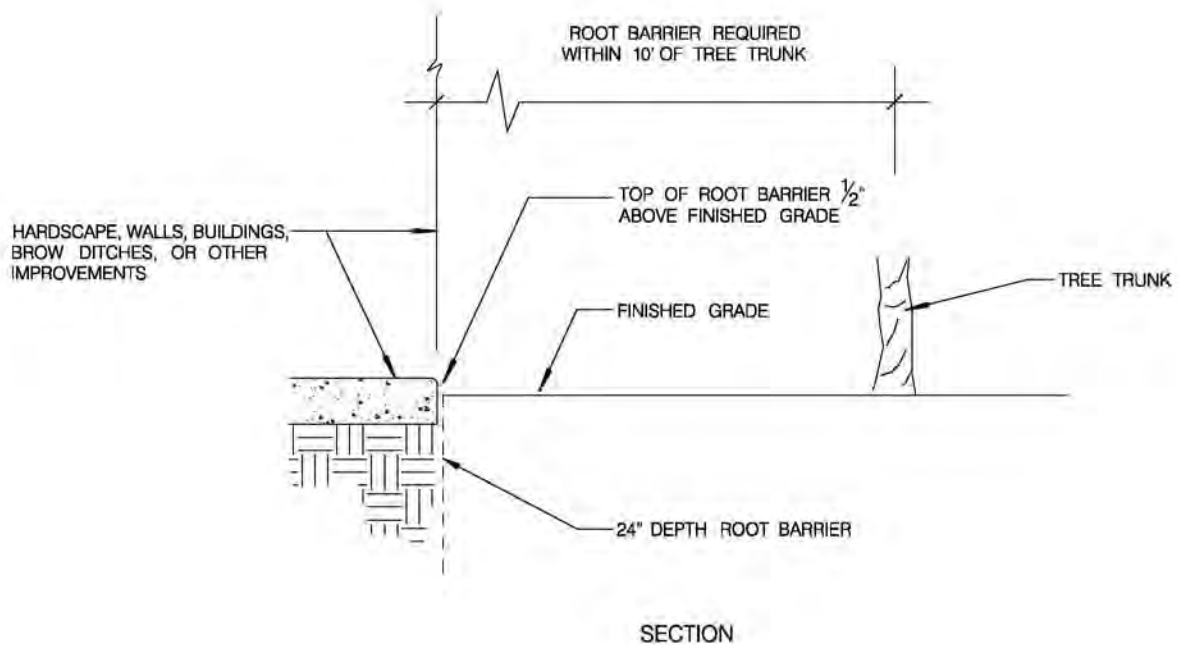 ROOT BARRIER REQUIRED
WITHIN 10' OF TREE TRUNK
TOP OF ROOT BARRIER 1/2"
ABOVE FINISHED GRADE
HARDSCAPE, WALLS, BUILDINGS,
BROW DITCHES, OR OTHER
IMPROVEMENTS
TREE TRUNK
FINISHED GRADE
24" DEPTH ROOT BARRIER
SECTION